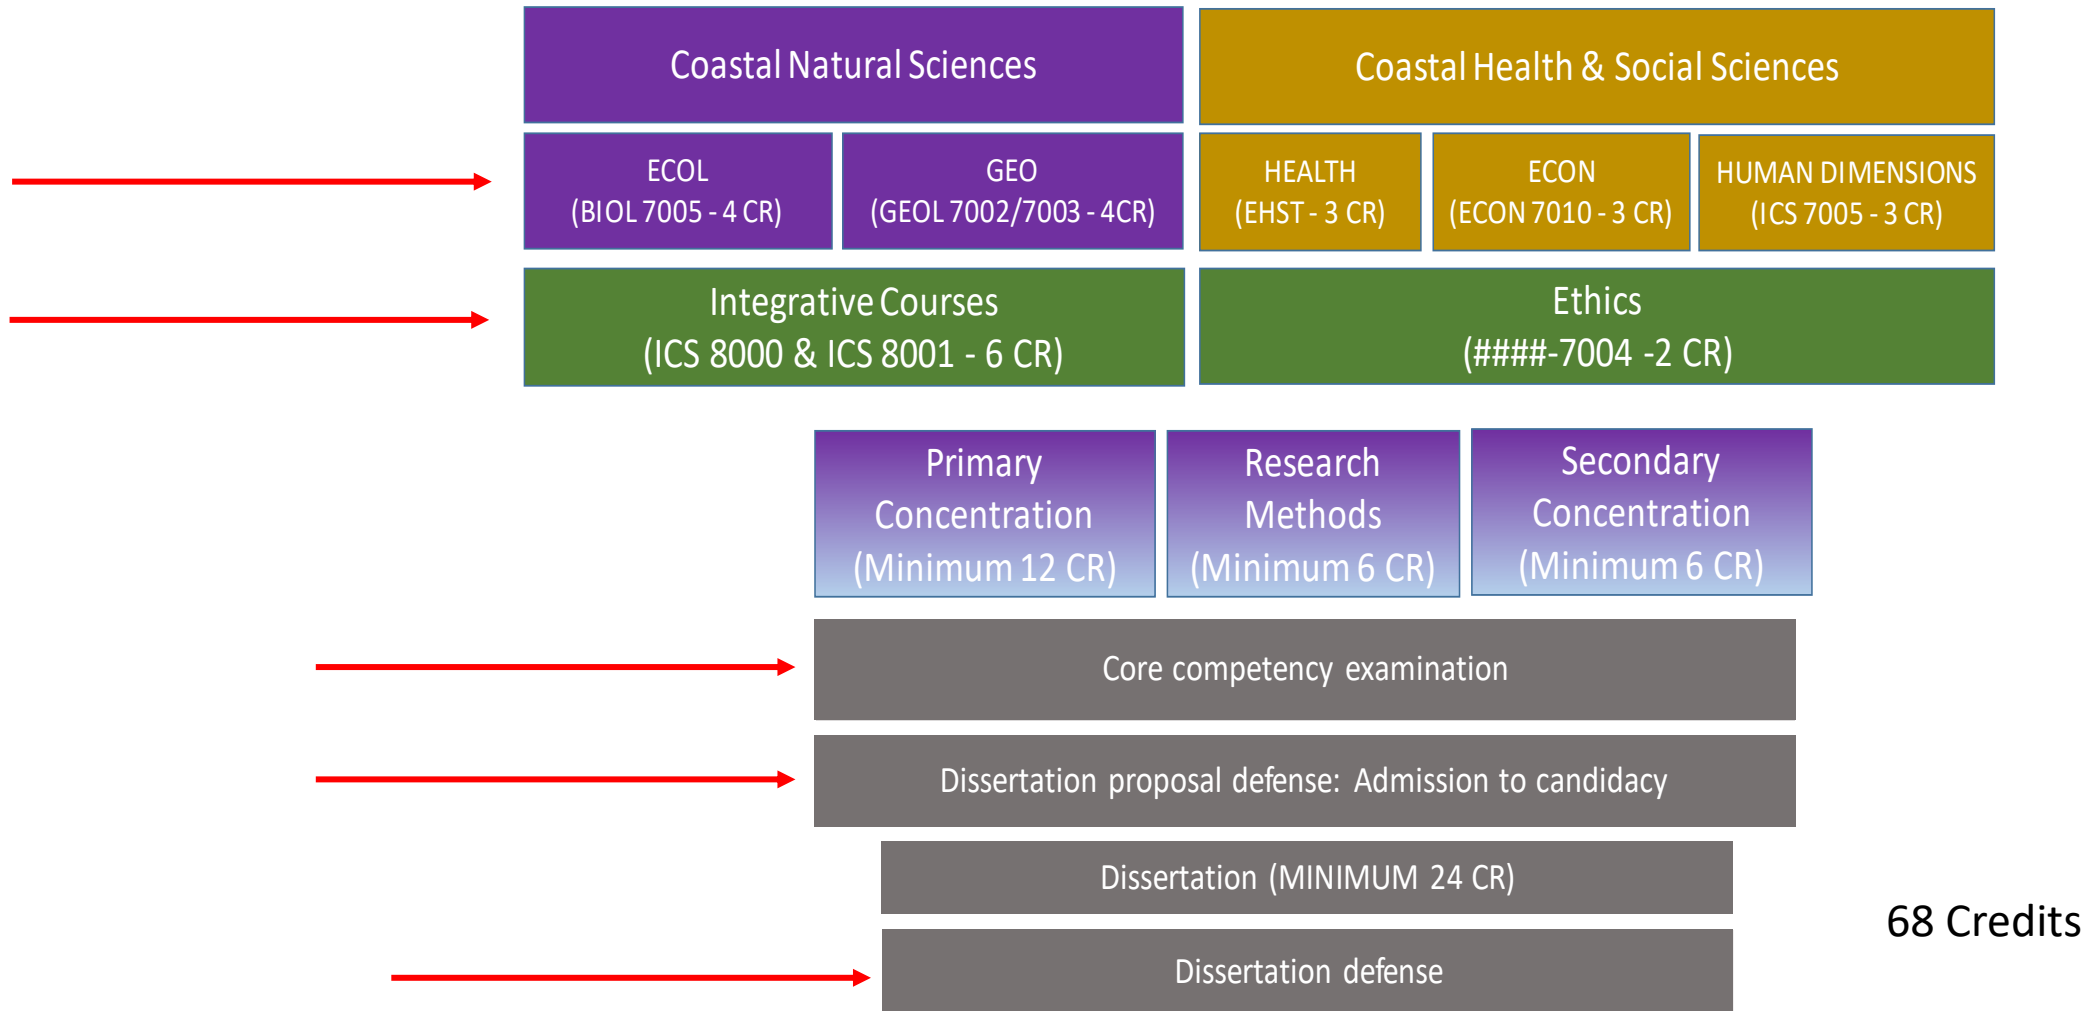 Coastal Natural Sciences
Coastal Health & Social Sciences
ECOL
(BIOL 7005 - 4 CR)
GEO
(GEOL 7002/7003 - 4CR)
HEALTH
(EHST - 3 CR)
ECON
(ECON 7010 - 3 CR)
HUMAN DIMENSIONS
(ICS 7005 - 3 CR)
Integrative Courses
(ICS 8000 & ICS 8001 - 6 CR)
Ethics
(####-7004 -2 CR)
Primary
Concentration
(Minimum 12 CR)
Research
Methods
(Minimum 6 CR)
Secondary
Concentration
(Minimum 6 CR)
Core competency examination
Dissertation proposal defense: Admission to candidacy
Dissertation (MINIMUM 24 CR)
68 Credits
Dissertation defense